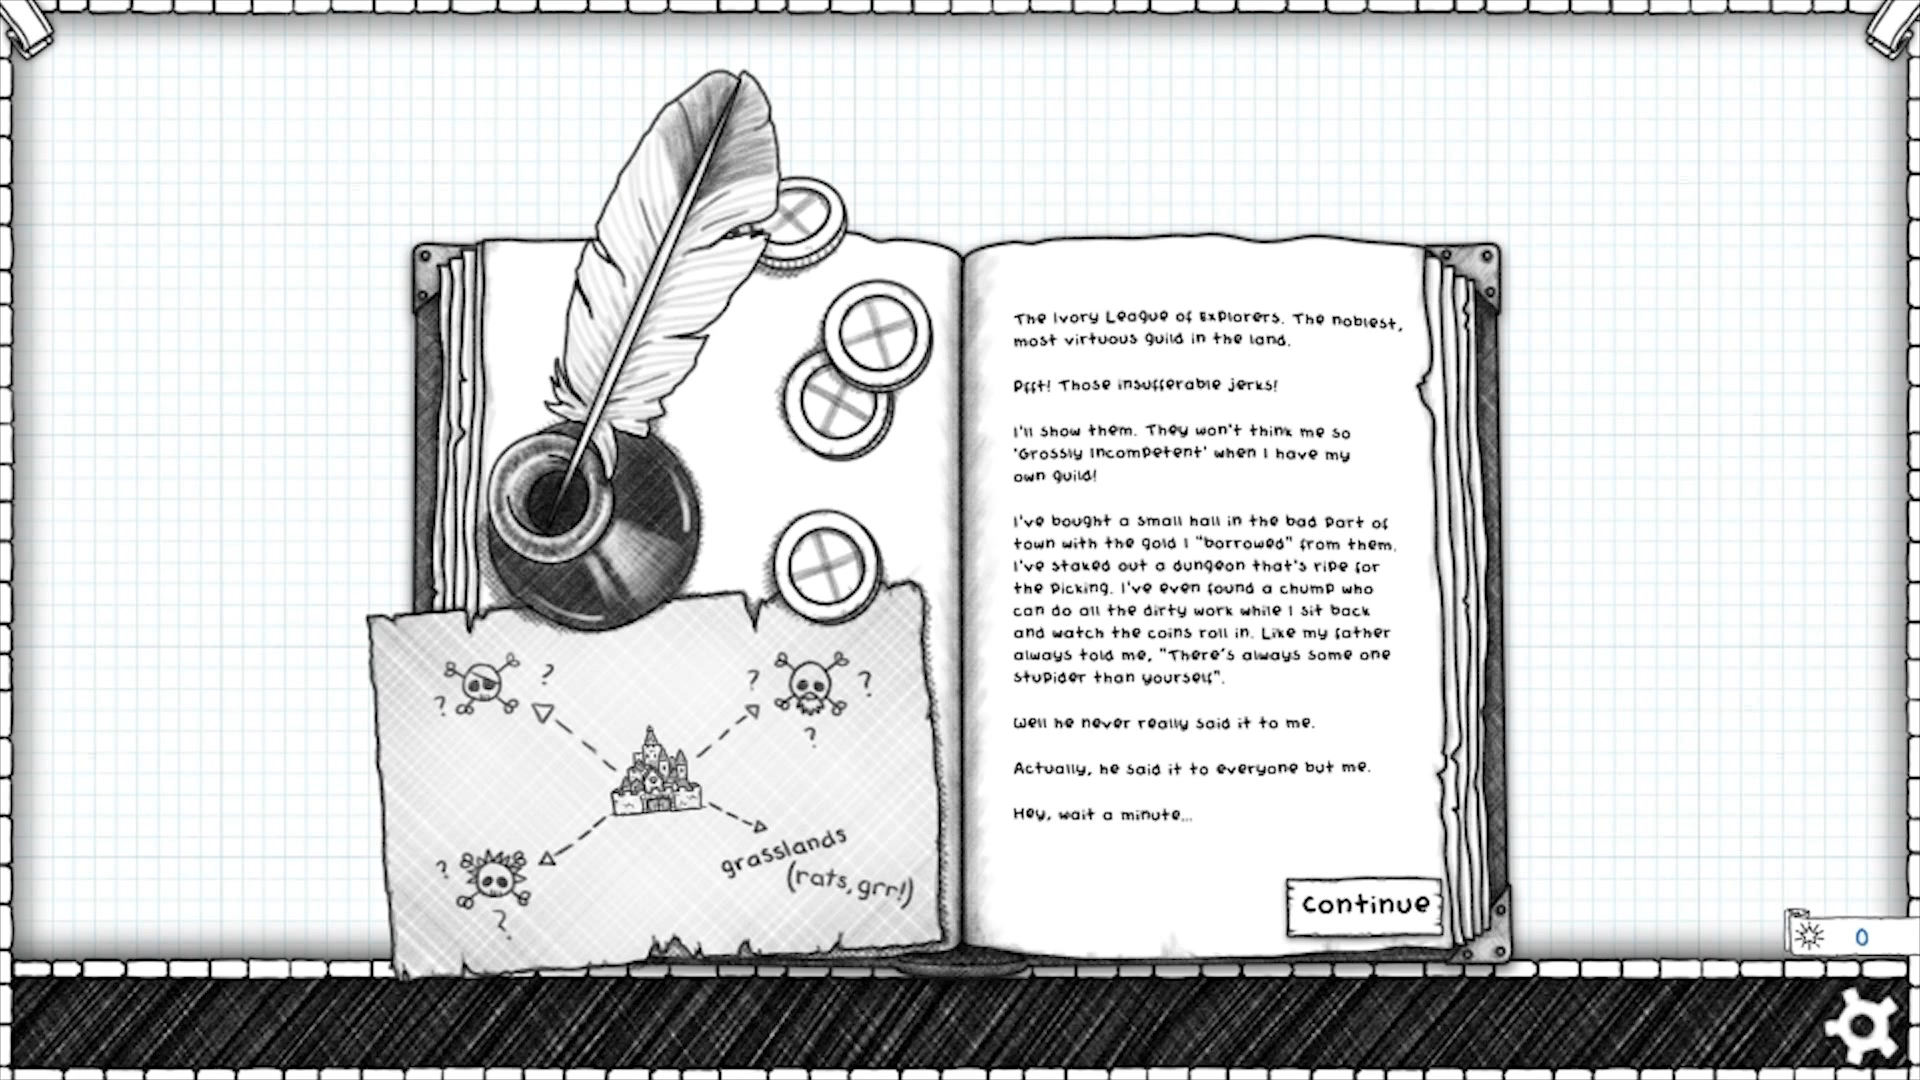 The Ivory League of Explorers. The noblest,
most virtuous guild in the land.
Pfft! Those insufferable jerks!
I'll show them. They won't think me so
'Grossly Incompetent' when I have my
own guild!
I've bought a small hall in the bad part of
town with the gold I "borrowed" from them.
I've staked out a dungeon that's ripe for
the picking. I've even found a chump who
can do all the dirty work while I sit back
and watch the coins roll in. Like my father
always told me, "There's always some one
stupider than yourself".
Well he never really said it to me.
Actually, he said it to everyone but me.
Hey, wait a minute...
? ? ? ?
?
grasslands
(rats, grr!)
?
?
Continue
0